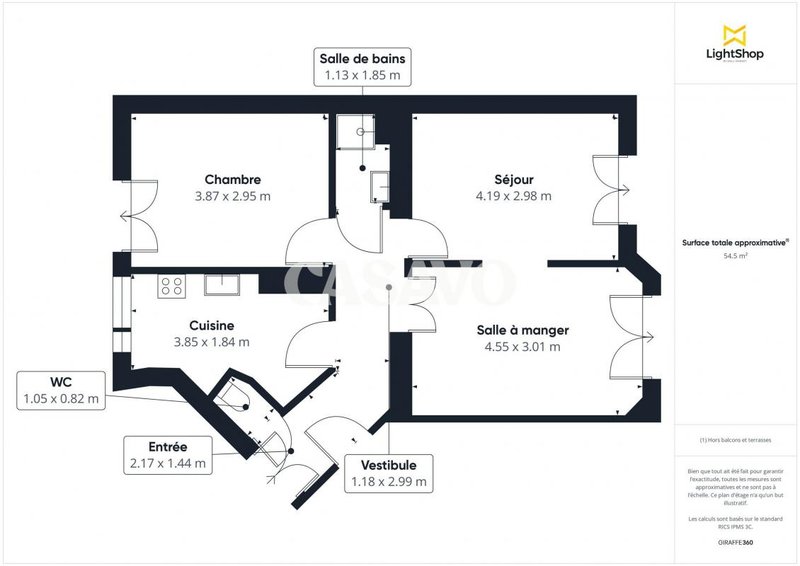 Salle de bains
1.13 x 1.85 m
Chambre
3.87 x 2.95 m
Séjour
4.19 x 2.98 m
CASAVO
Cuisine
3.85 x 1.84 m
Salle à manger
4.55 x 3.01 m
WC
1.05 x 0.82 m
Entrée
2.17 x 1.44 m
Vestibule
1.18 x 2.99 m
LightShop
Surface totale approximative⁽¹⁾
54.5 m²
(1) Hors balcons et terrasses
Bien que tout ait été fait pour garantir
l'exactitude, toutes les mesures sont
approximatives et ne sont pas à
l'échelle. Ce plan d'étage n'a qu'un but
illustratif.
Les calculs sont basés sur le standard
RICS IPMS 3C.
GIRAFFE360